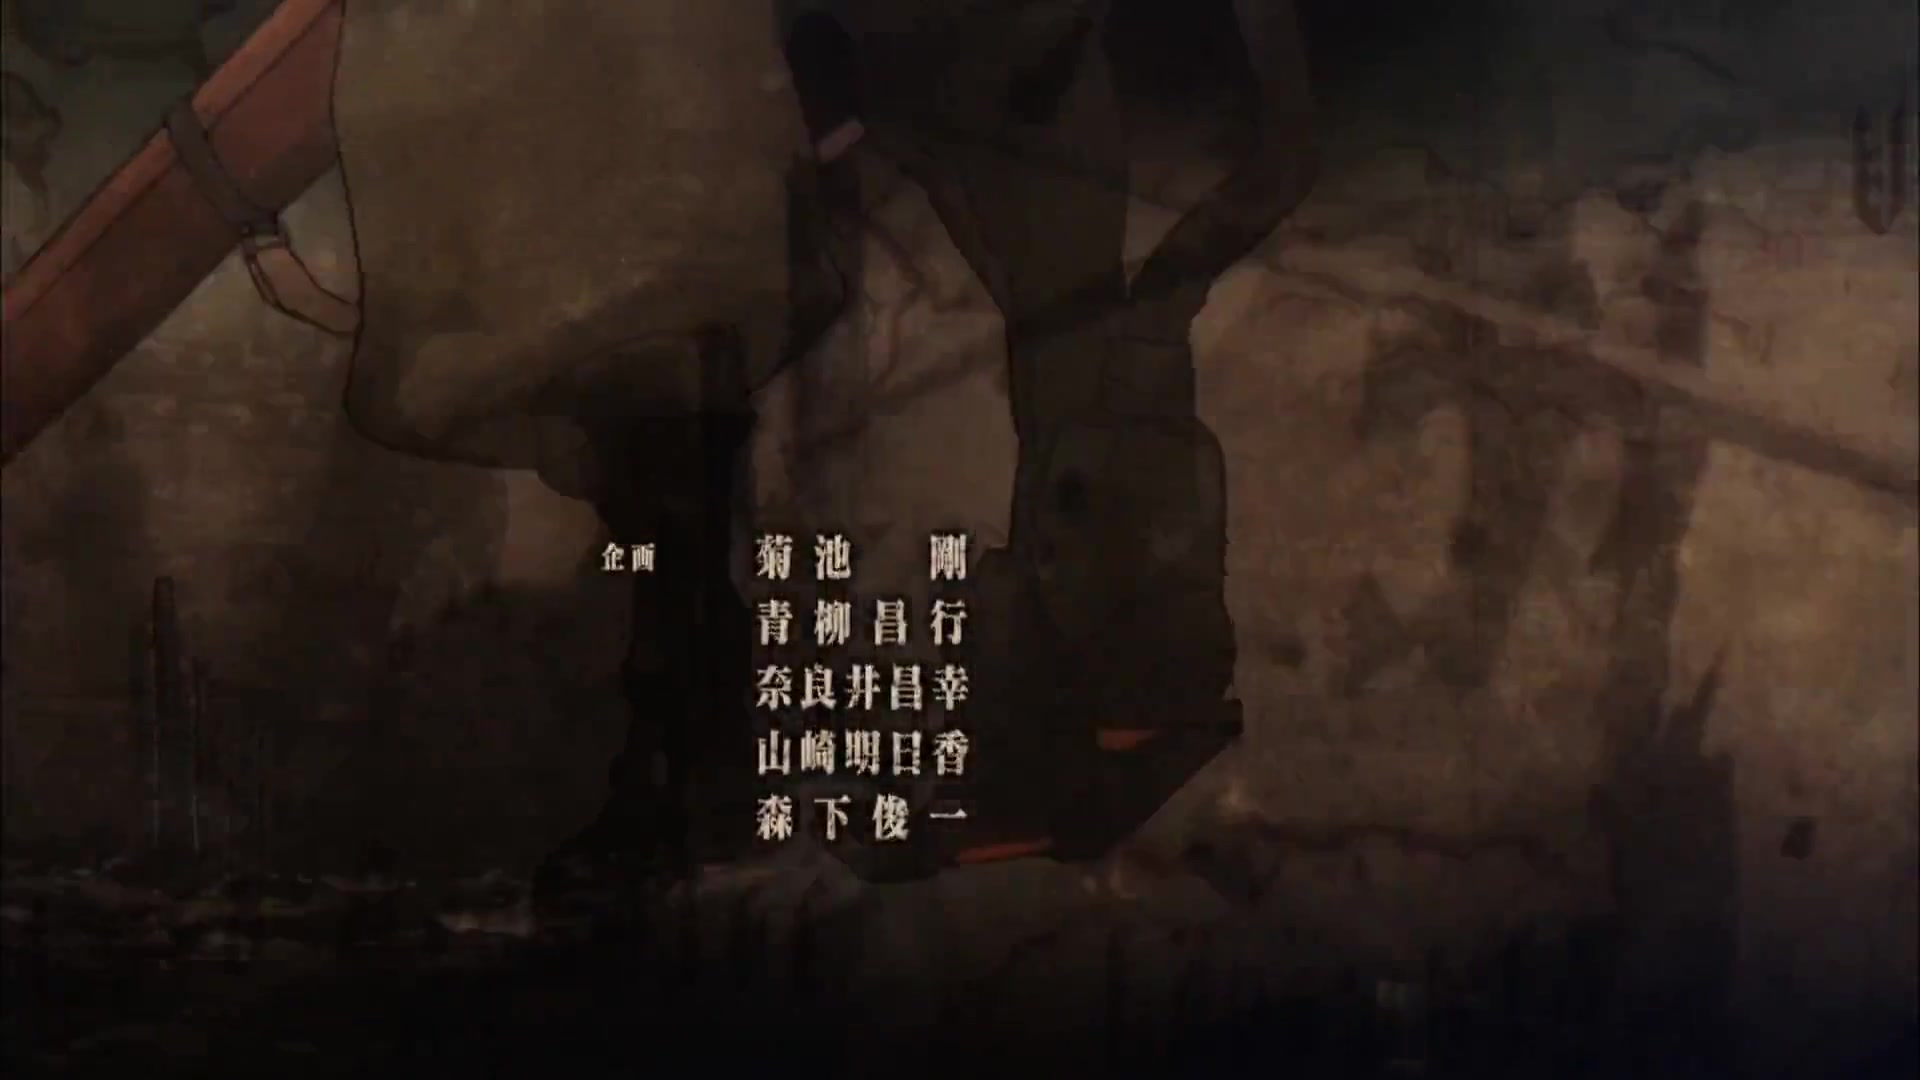 企画 菊池 剛
青柳昌行
奈良井昌幸
山崎明日香
森下俊一